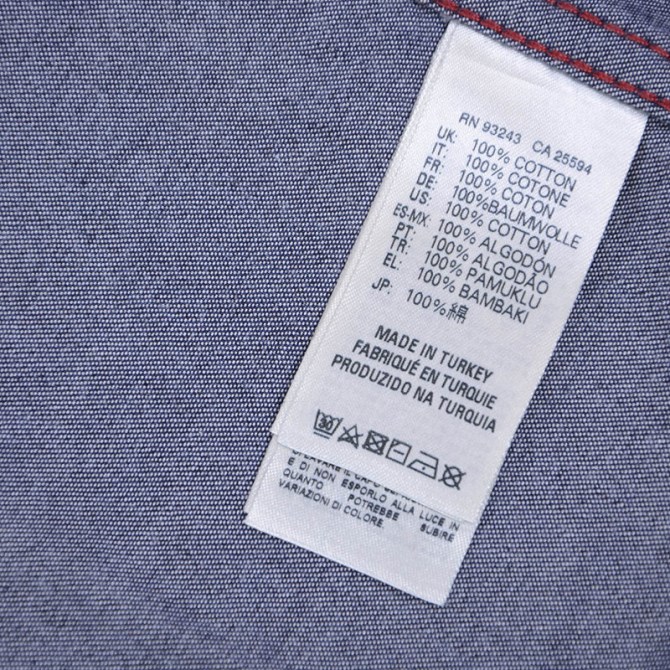 RN 93243 CA 25594
UK: 100% COTTON
IT: 100% COTONE
FR: 100% COTON
DE: 100%BAUMWOLLE
US: 100% COTTON
ES-MX: 100% ALGODÓN
PT: 100% ALGODÃO
TR: 100% PAMUKLU
EL: 100% BAMBAKI
JP: 100%綿
MADE IN TURKEY
FABRIQUÉ EN TURQUIE
PRODUZIDO NA TURQUIA
30
LAVARE IL CAPO
E DI NON ESPORLO ALLA LUCE IN
QUANTO POTREBBE SUBIRE
VARIAZIONI DI COLORE.